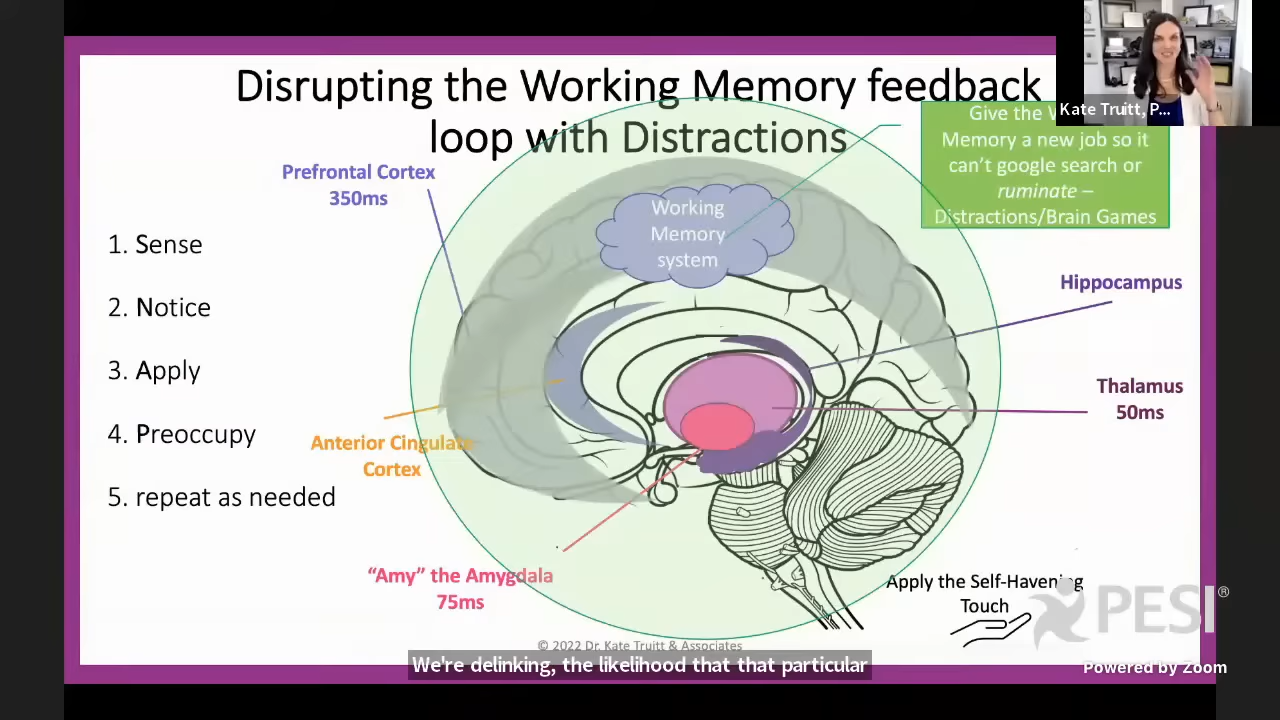 Disrupting the Working Memory feedback
loop with Distractions
Kate Truitt, P...
Give the
Memory a new job so it
can't google search or
ruminate –
Distractions/Brain Games
Prefrontal Cortex
350ms
Working
Memory
system
1. Sense
2. Notice
3. Apply
4. Preoccupy
5. repeat as needed
Hippocampus
Thalamus
50ms
Anterior Cingulate
Cortex
"Amy" the Amygdala
75ms
Apply the Self-Havening
Touch
PESI®
© 2022 Dr. Kate Truitt & Associates
We're delinking, the likelihood that that particular
Powered by Zoom